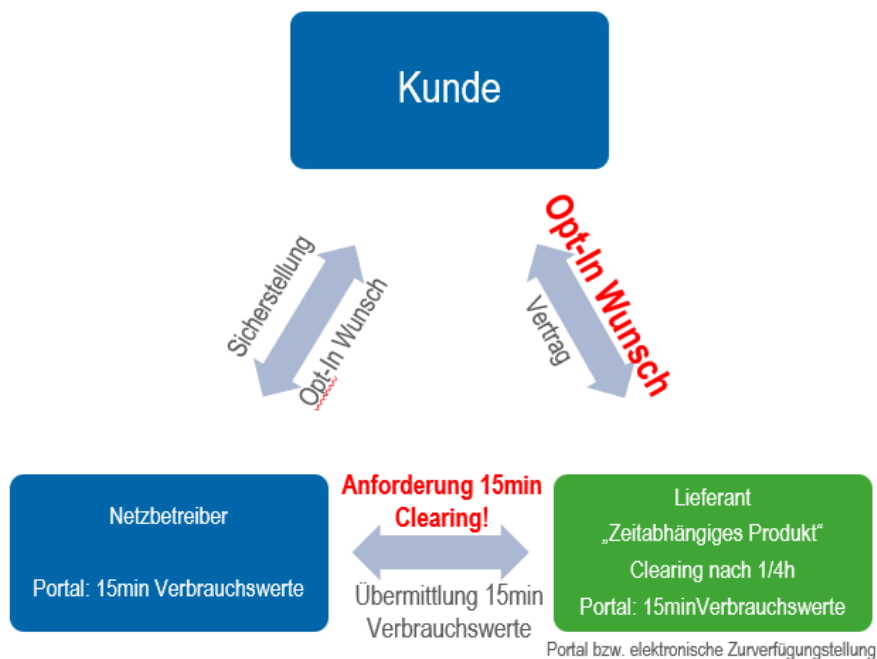 Kunde
Sicherstellung
Opt-In Wunsch
Opt-In Wunsch
Vertrag
Netzbetreiber
Portal: 15min Verbrauchswerte
Anforderung 15min
Clearing!
Übermittlung 15min
Verbrauchswerte
Lieferant
„Zeitabhängiges Produkt“
Clearing nach 1/4h
Portal: 15minVerbrauchswerte
Portal bzw. elektronische Zurverfügungstellung